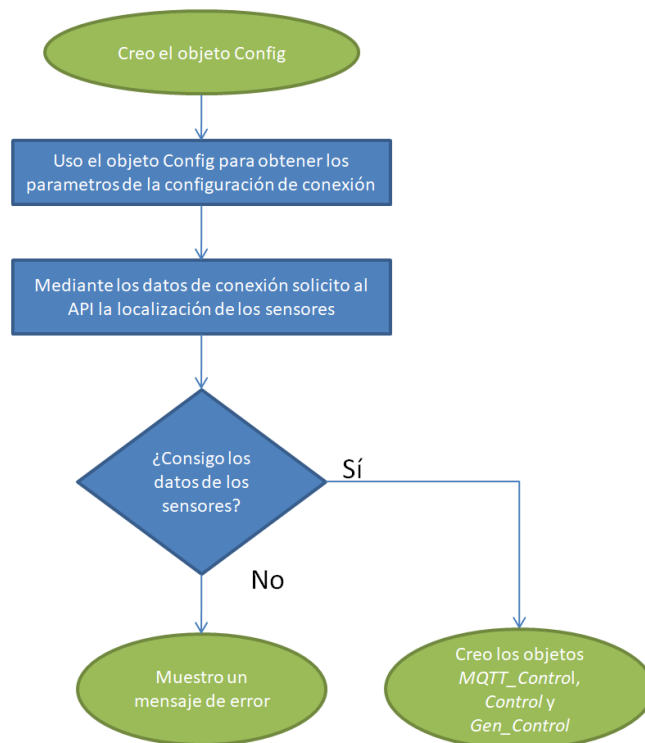 Creo el objeto Config
Uso el objeto Config para obtener los
parametros de la configuración de conexión
Mediante los datos de conexión solicito al
API la localización de los sensores
¿Consigo los
datos de los
sensores?
Sí
No
Muestro un
mensaje de error
Creo los objetos
MQTT_Control,
Control y
Gen_Control